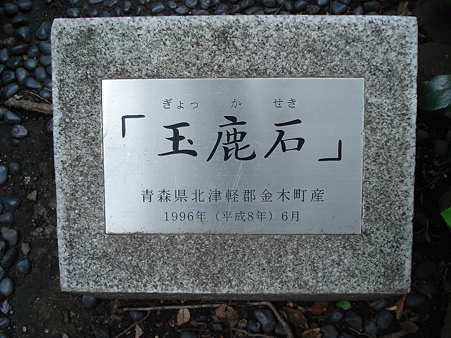 ぎょっ か せき
「玉鹿石」
青森県北津軽郡金木町産
1996年（平成8年）6月